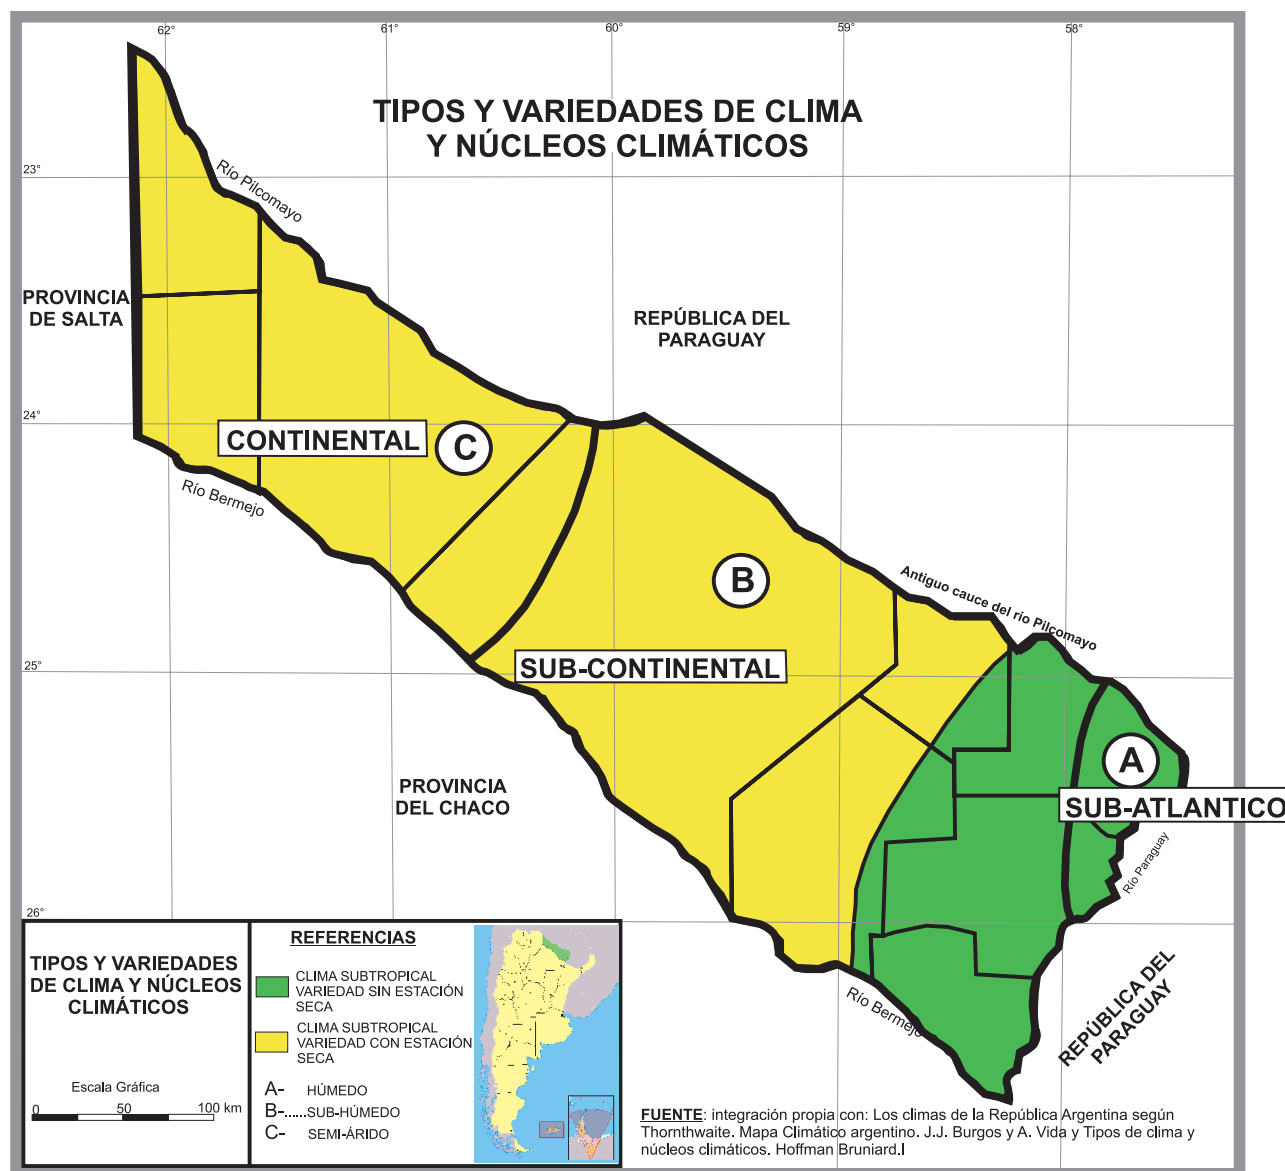 62°
61°
60°
59°
58°
TIPOS Y VARIEDADES DE CLIMA
Y NÚCLEOS CLIMÁTICOS
23°
Río Pilcomayo
PROVINCIA
DE SALTA
REPÚBLICA DEL
PARAGUAY
24°
CONTINENTAL
C
Río Bermejo
B
Antiguo cauce del río Pilcomayo
25°
SUB-CONTINENTAL
A
PROVINCIA
DEL CHACO
SUB-ATLANTICO
Río Paraguay
26°
Río Bermejo
REPÚBLICA DEL
PARAGUAY
TIPOS Y VARIEDADES
DE CLIMA Y NÚCLEOS
CLIMÁTICOS
Escala Gráfica
0 50 100 km
REFERENCIAS
CLIMA SUBTROPICAL
VARIEDAD SIN ESTACIÓN
SECA
CLIMA SUBTROPICAL
VARIEDAD CON ESTACIÓN
SECA
A- HÚMEDO
B-......SUB-HÚMEDO
C- SEMI-ÁRIDO
FUENTE: integración propia con: Los climas de la República Argentina según
Thornthwaite. Mapa Climático argentino. J.J. Burgos y A. Vida y Tipos de clima y
núcleos climáticos. Hoffman Bruniard.l